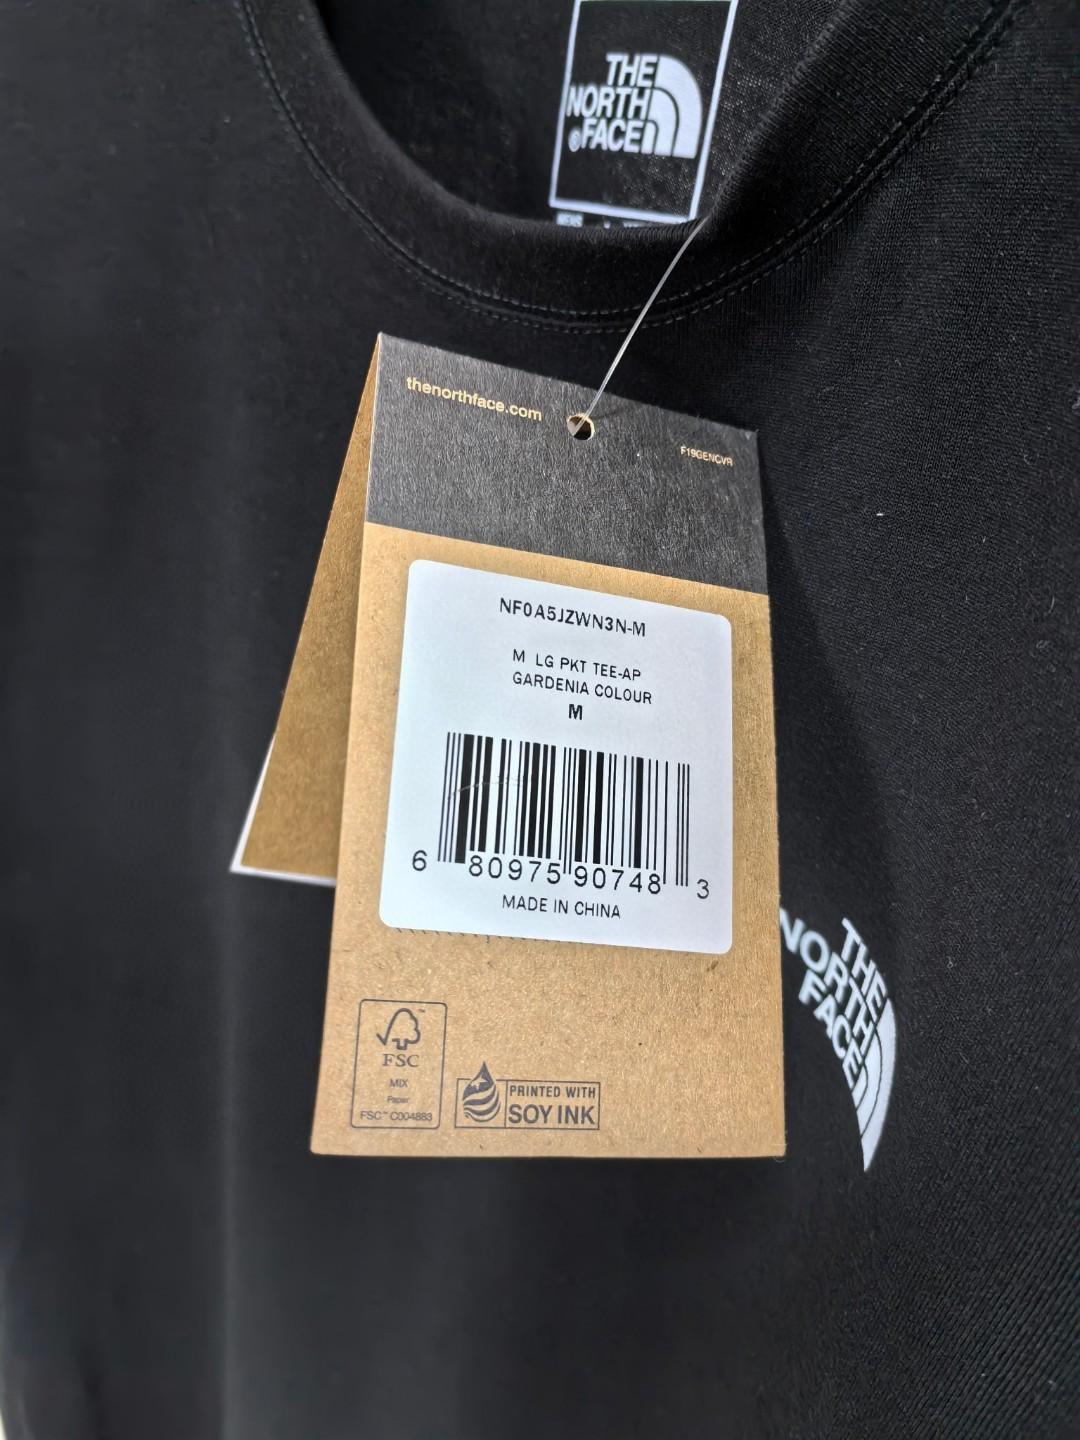 THE
NORTH
FACE
®
thenorthface.com
F19GENCVR
NF0A5JZWN3N-M
M LG PKT TEE-AP
GARDENIA COLOUR
M
6 80975 90748 3
MADE IN CHINA
FSC
MIX
Paper
FSC™ C004883
PRINTED WITH
SOY INK
THE
NORTH
FACE